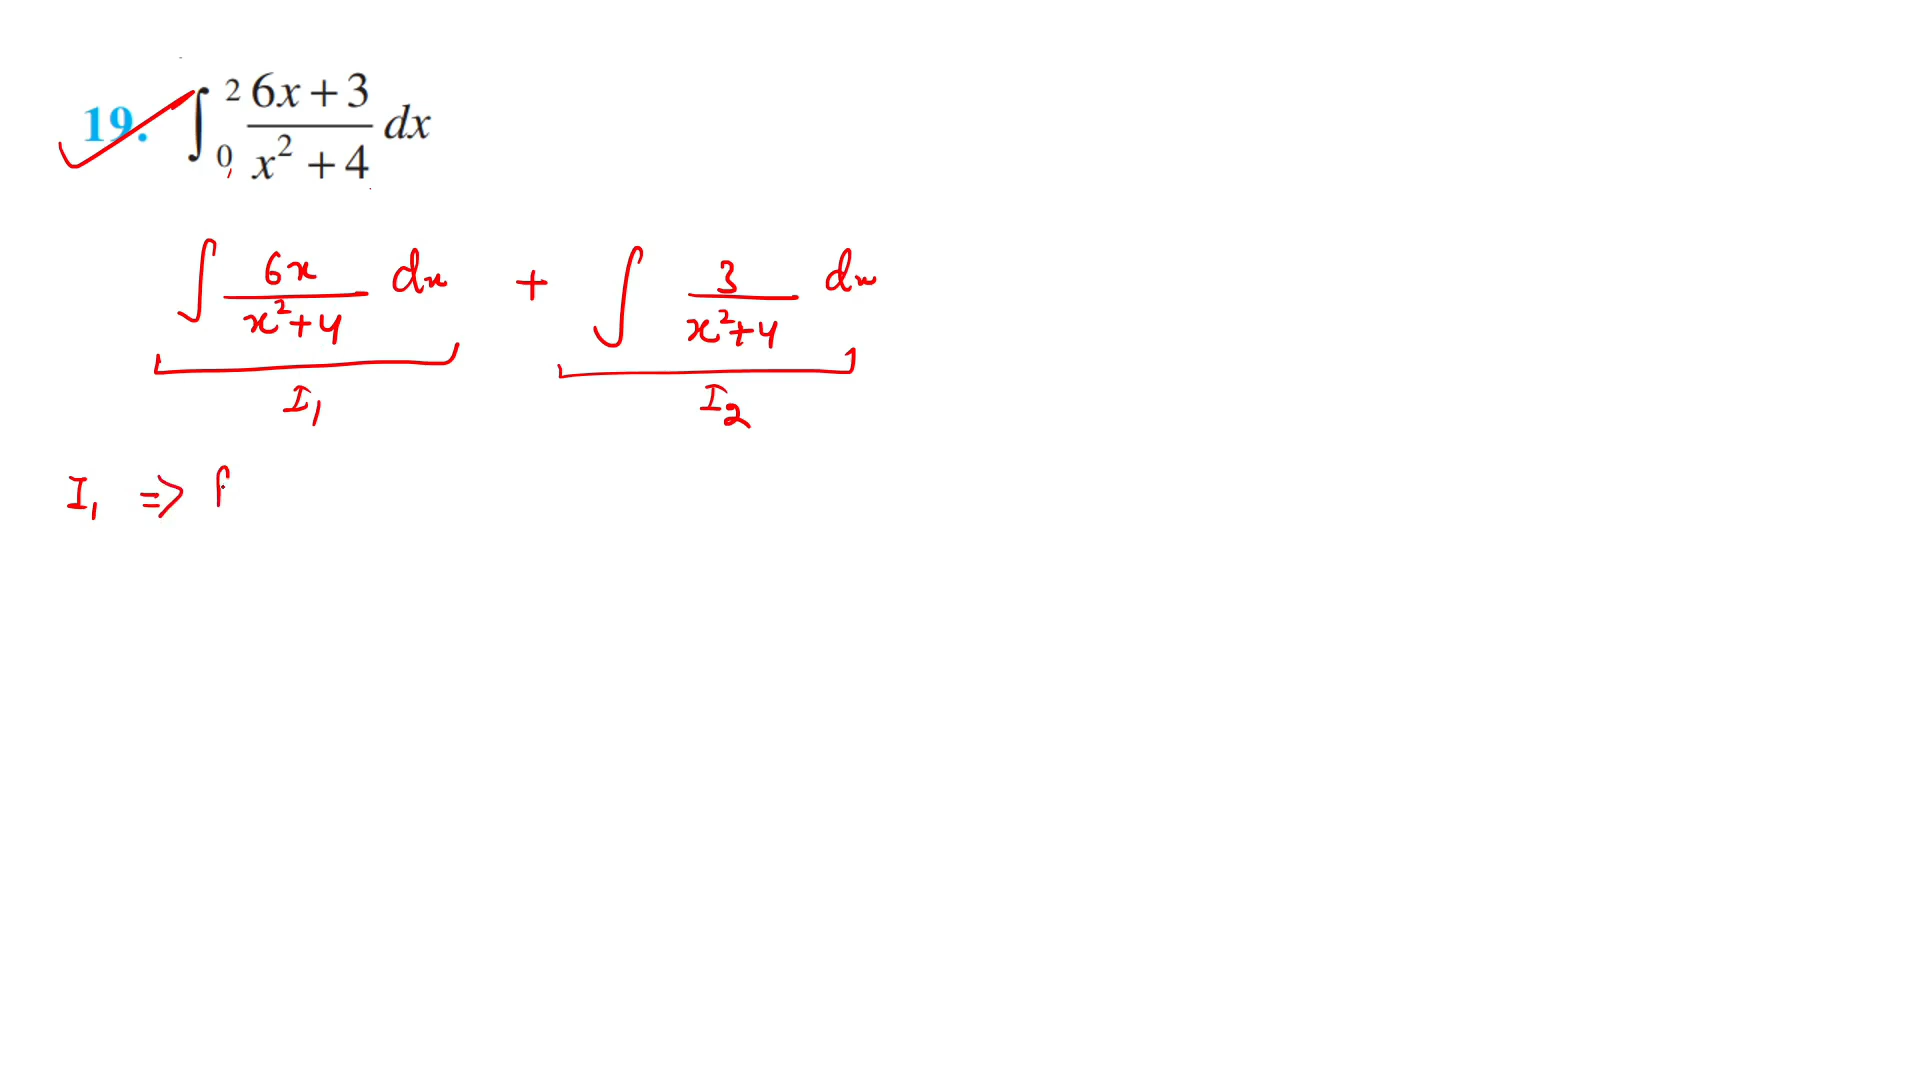 19. ∫₀² (6x + 3)/(x² + 4) dx
∫ 6x/(x²+4) dx + ∫ 3/(x²+4) dx
I₁ I₂
I₁ =>